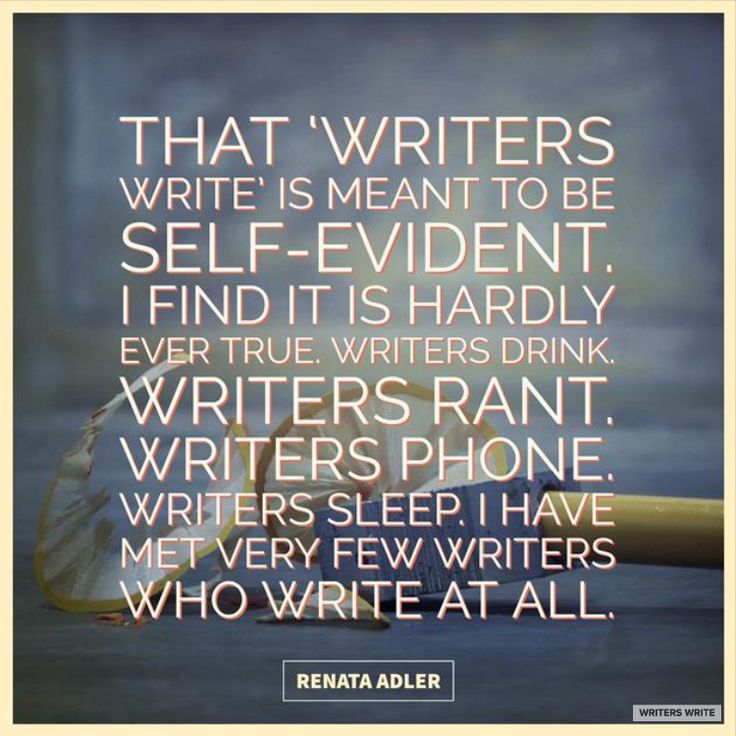 THAT ‘WRITERS
WRITE’ IS MEANT TO BE
SELF-EVIDENT.
I FIND IT IS HARDLY
EVER TRUE. WRITERS DRINK.
WRITERS RANT.
WRITERS PHONE.
WRITERS SLEEP. I HAVE
MET VERY FEW WRITERS
WHO WRITE AT ALL.
RENATA ADLER
WRITERS WRITE